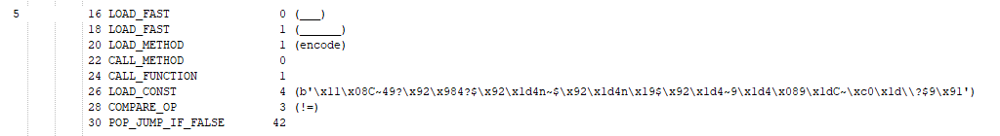 5 16 LOAD_FAST 0 (___)
18 LOAD_FAST 1 (______)
20 LOAD_METHOD 1 (encode)
22 CALL_METHOD 0
24 CALL_FUNCTION 1
26 LOAD_CONST 4 (b'\x11\x08C~49?\x92\x984?$\x92\x1d4n~$\x92\x1d4n\x19$\x92\x1d4~9\x1d4\x089\x1dC~\xc0\x1d\\?$9\x91')
28 COMPARE_OP 3 (!=)
30 POP_JUMP_IF_FALSE 42